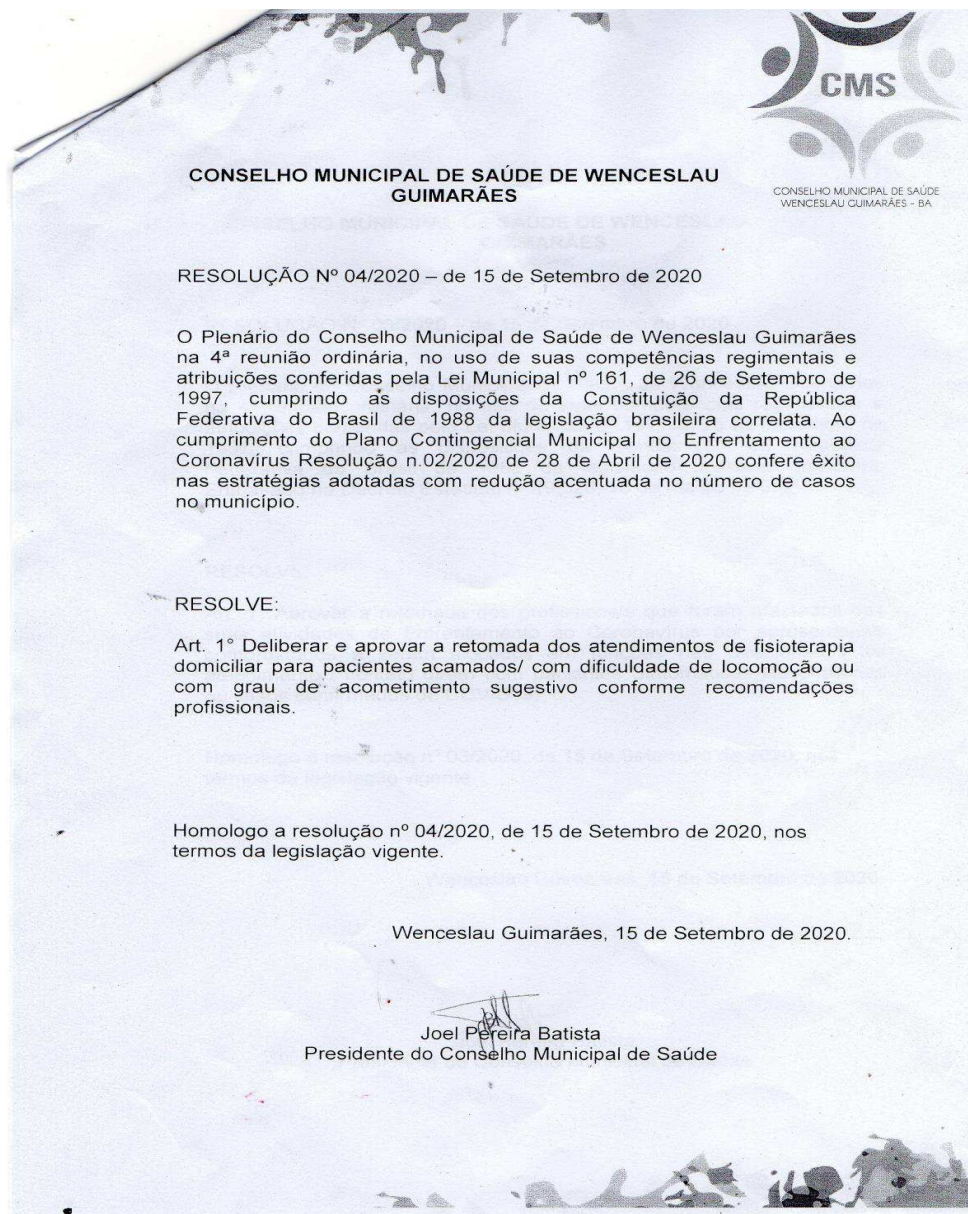 CMS
CONSELHO MUNICIPAL DE SAÚDE
WENCESLAU GUIMARÃES - BA
CONSELHO MUNICIPAL DE SAÚDE DE WENCESLAU
GUIMARÃES
RESOLUÇÃO Nº 04/2020 – de 15 de Setembro de 2020
O Plenário do Conselho Municipal de Saúde de Wenceslau Guimarães
na 4ª reunião ordinária, no uso de suas competências regimentais e
atribuições conferidas pela Lei Municipal nº 161, de 26 de Setembro de
1997, cumprindo as disposições da Constituição da República
Federativa do Brasil de 1988 da legislação brasileira correlata. Ao
cumprimento do Plano Contingencial Municipal no Enfrentamento ao
Coronavírus Resolução n.02/2020 de 28 de Abril de 2020 confere êxito
nas estratégias adotadas com redução acentuada no número de casos
no município.
RESOLVE:
Art. 1° Deliberar e aprovar a retomada dos atendimentos de fisioterapia
domiciliar para pacientes acamados/ com dificuldade de locomoção ou
com grau de acometimento sugestivo conforme recomendações
profissionais.
Homologo a resolução nº 04/2020, de 15 de Setembro de 2020, nos
termos da legislação vigente.
Wenceslau Guimarães, 15 de Setembro de 2020.
Joel Pereira Batista
Presidente do Conselho Municipal de Saúde